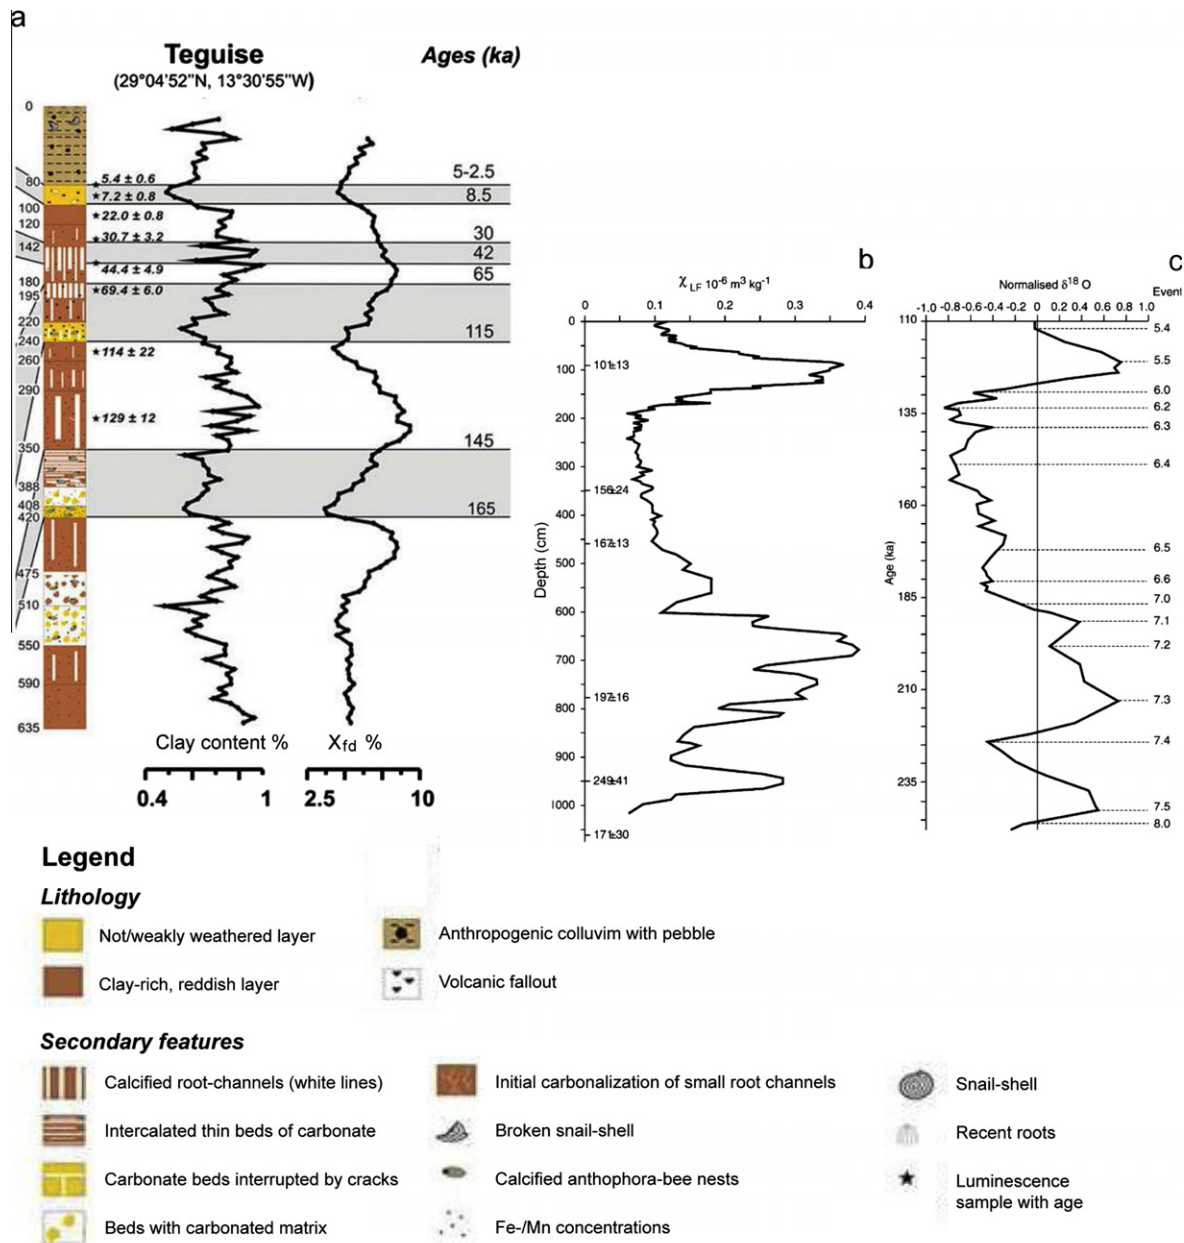 a
Teguise
(29°04'52"N, 13°30'55"W)
Ages (ka)
0
80
100
120
142
180
195
220
240
260
290
350
388
408
420
475
510
550
590
635
5.4 ± 0.6
7.2 ± 0.8
22.0 ± 0.8
30.7 ± 3.2
44.4 ± 4.9
69.4 ± 6.0
114 ± 22
129 ± 12
5-2.5
8.5
30
42
65
115
145
165
Clay content %
0.4
1
Xfd %
2.5
10
b
χ LF 10-6 m3 kg-1
0
0.1
0.2
0.3
0.4
Depth (cm)
0
100
200
300
400
500
600
700
800
900
1000
101±13
156±24
167±13
197±16
249±41
171±30
c
Normalised δ18 O
Event
-1.0
-0.8
-0.6
-0.4
-0.2
0
0.2
0.4
0.6
0.8
1.0
Age (ka)
110
135
160
185
210
235
5.4
5.5
6.0
6.2
6.3
6.4
6.5
6.6
7.0
7.1
7.2
7.3
7.4
7.5
8.0
Legend
Lithology
Not/weakly weathered layer
Clay-rich, reddish layer
Anthropogenic colluvim with pebble
Volcanic fallout
Secondary features
Calcified root-channels (white lines)
Intercalated thin beds of carbonate
Carbonate beds interrupted by cracks
Beds with carbonated matrix
Initial carbonalization of small root channels
Broken snail-shell
Calcified anthophora-bee nests
Fe-/Mn concentrations
Snail-shell
Recent roots
Luminescence
sample with age